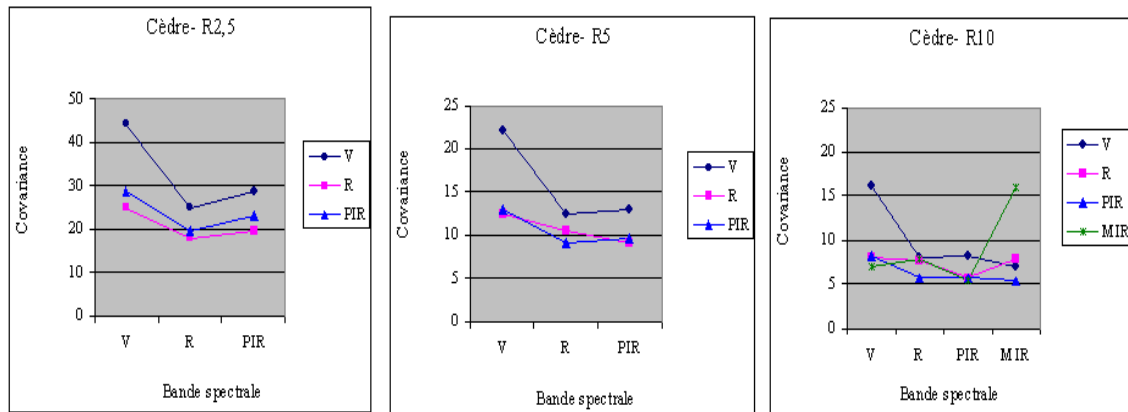 Cèdre- R2,5
Covariance
50
40
30
20
10
0
V
R
PIR
Bande spectrale
V
R
PIR
Cèdre- R5
Covariance
25
20
15
10
5
0
V
R
PIR
Bande spectrale
V
R
PIR
Cèdre- R10
Covariance
25
20
15
10
5
0
V
R
PIR
MIR
Bande spectrale
V
R
PIR
MIR